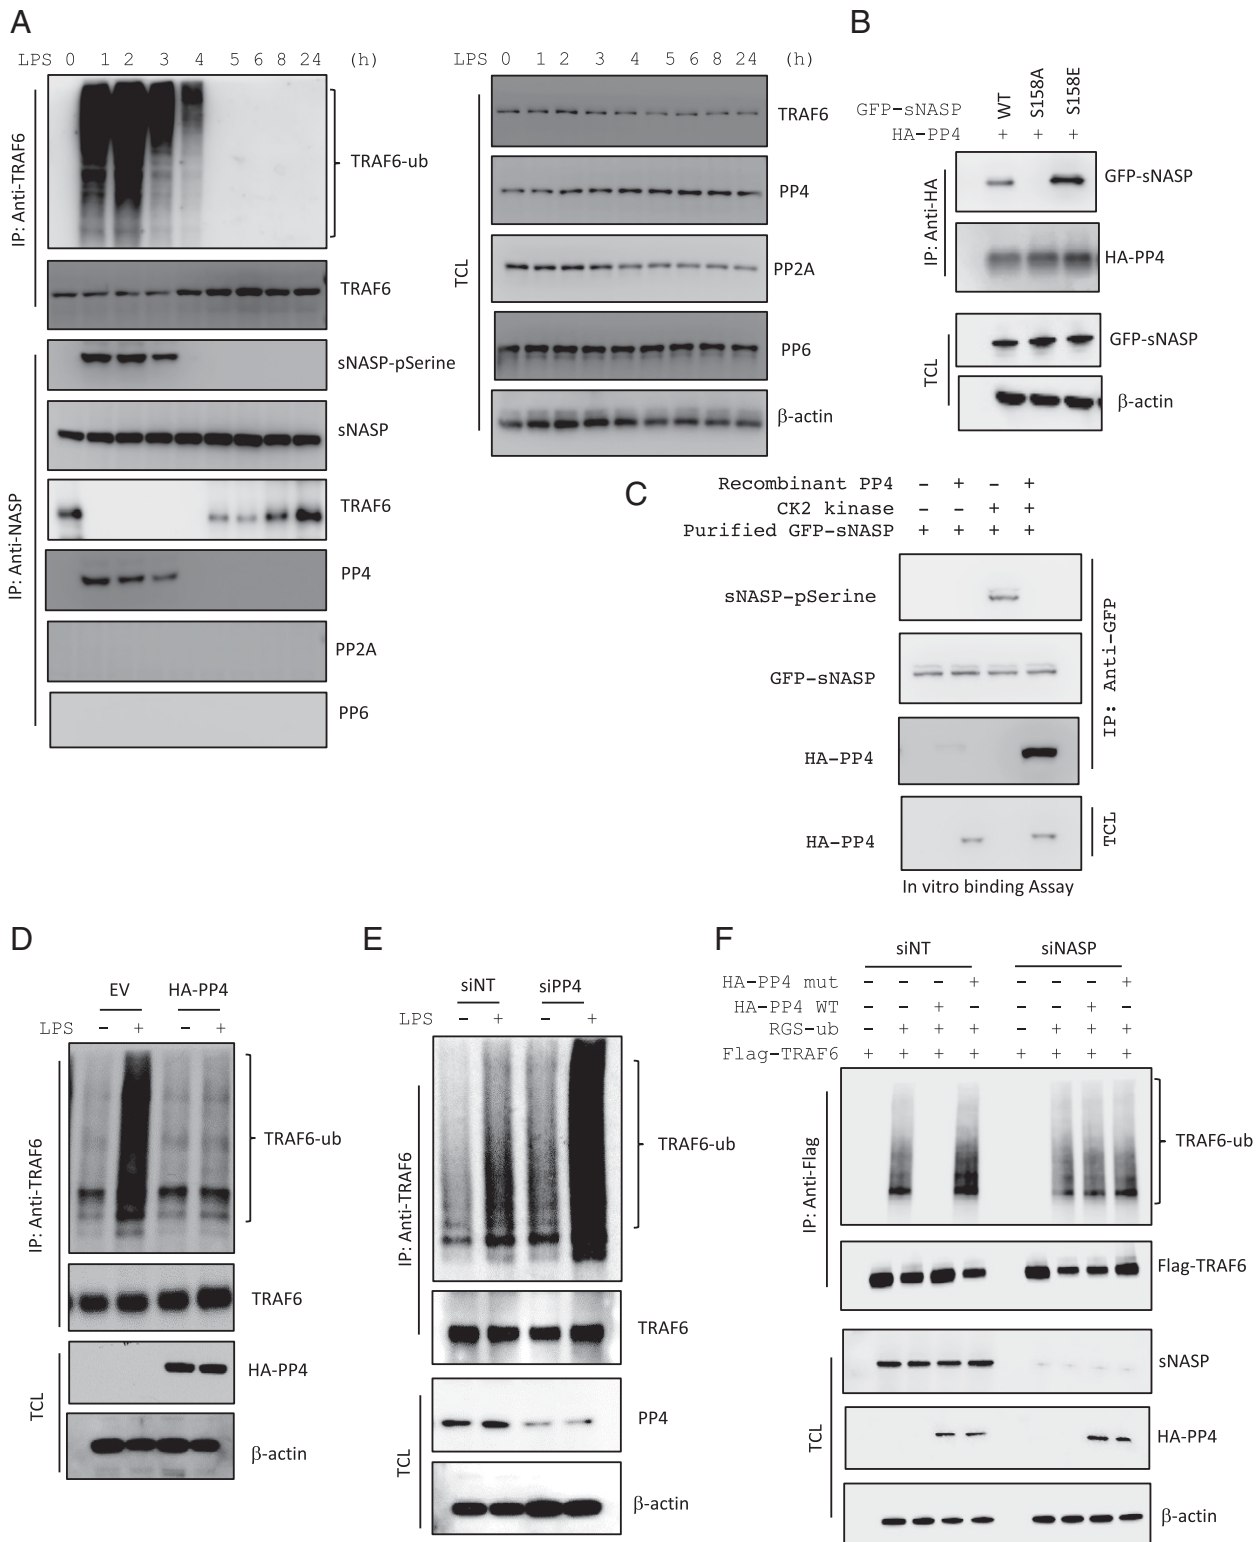 A
LPS 0 1 2 3 4 5 6 8 24 (h)
IP: Anti-TRAF6
TRAF6-ub
TRAF6
IP: Anti-NASP
sNASP-pSerine
sNASP
TRAF6
PP4
PP2A
PP6
LPS 0 1 2 3 4 5 6 8 24 (h)
TCL
TRAF6
PP4
PP2A
PP6
β-actin
B
GFP-sNASP WT S158A S158E
HA-PP4 + + +
IP: Anti-HA
GFP-sNASP
HA-PP4
TCL
GFP-sNASP
β-actin
C
Recombinant PP4 – + – +
CK2 kinase – – + +
Purified GFP-sNASP + + + +
sNASP-pSerine
GFP-sNASP
HA-PP4
IP: Anti-GFP
HA-PP4
TCL
In vitro binding Assay
D
EV HA-PP4
LPS – + – +
IP: Anti-TRAF6
TRAF6-ub
TRAF6
TCL
HA-PP4
β-actin
E
siNT siPP4
LPS – + – +
IP: Anti-TRAF6
TRAF6-ub
TRAF6
TCL
PP4
β-actin
F
siNT siNASP
HA-PP4 mut – – – + – – – +
HA-PP4 WT – – + – – – + –
RGS-ub – + + + – + + +
Flag-TRAF6 + + + + + + + +
IP: Anti-Flag
TRAF6-ub
Flag-TRAF6
TCL
sNASP
HA-PP4
β-actin